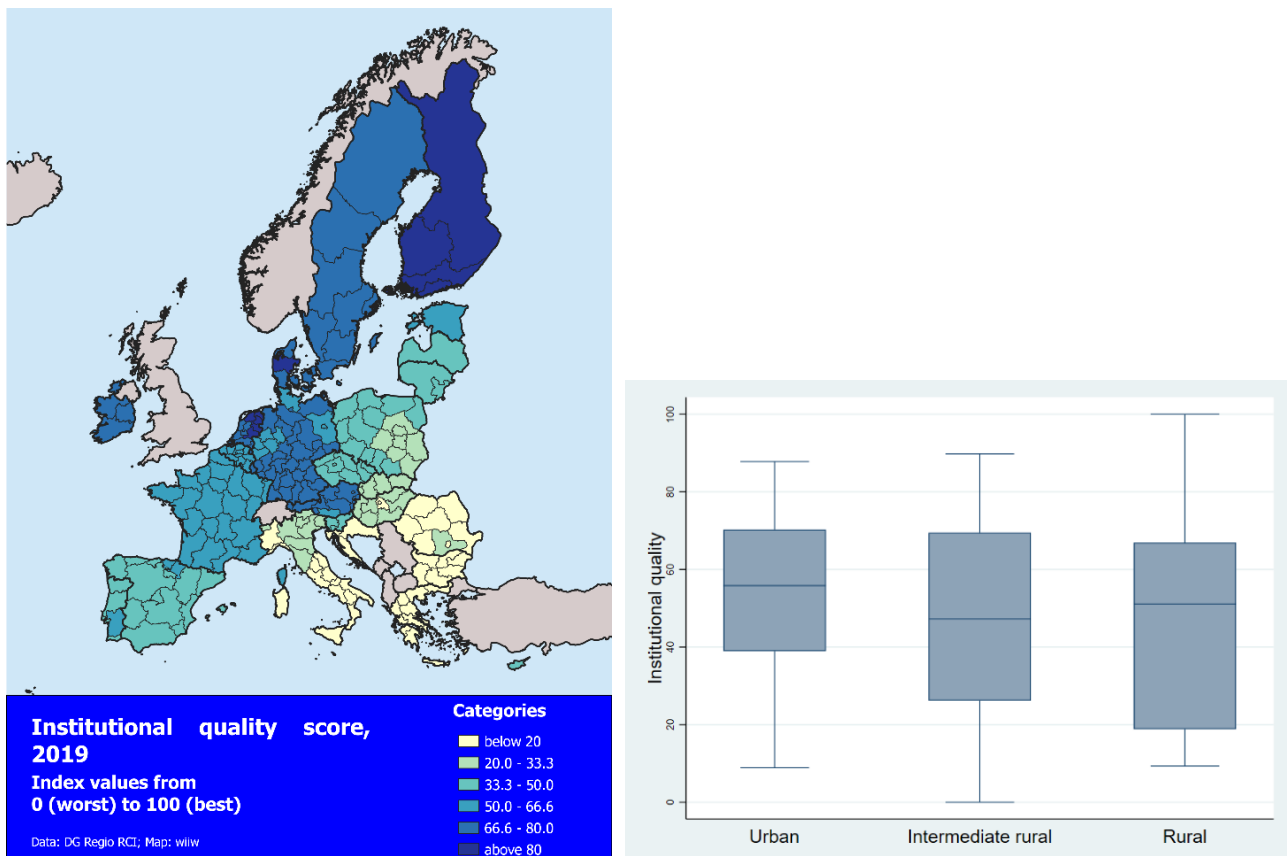 Institutional quality score,
2019
Index values from
0 (worst) to 100 (best)
Data: DG Regio RCI; Map: wiiw
Categories
below 20
20.0 - 33.3
33.3 - 50.0
50.0 - 66.6
66.6 - 80.0
above 80
Institutional quality
100
80
60
40
20
0
Urban
Intermediate rural
Rural